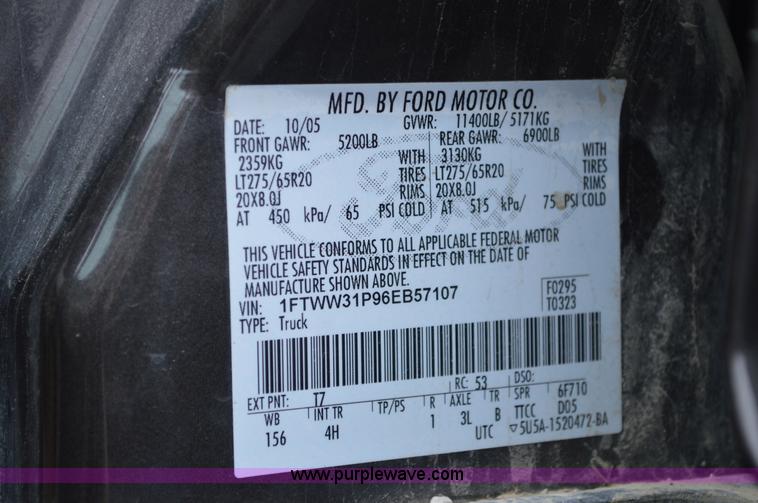 MFD. BY FORD MOTOR CO.
DATE: 10/05 GVWR: 11400LB/ 5171KG
FRONT GAWR: 5200LB REAR GAWR: 6900LB
2359KG WITH 3130KG WITH
LT275/65R20 TIRES LT275/65R20 TIRES
20X8.0J RIMS 20X8.0J RIMS
AT 450 kPa/ 65 PSI COLD AT 515 kPa/ 75 PSI COLD
THIS VEHICLE CONFORMS TO ALL APPLICABLE FEDERAL MOTOR
VEHICLE SAFETY STANDARDS IN EFFECT ON THE DATE OF
MANUFACTURE SHOWN ABOVE.
VIN: 1FTWW31P96EB57107 F0295
TYPE: Truck T0323
EXT PNT: T7 RC: 53 DSO:
WB INT TR TP/PS R AXLE TR SPR 6F710
156 4H 1 3L B TTCC D05
UTC ▽5U5A-1520472-BA
www.purplewave.com